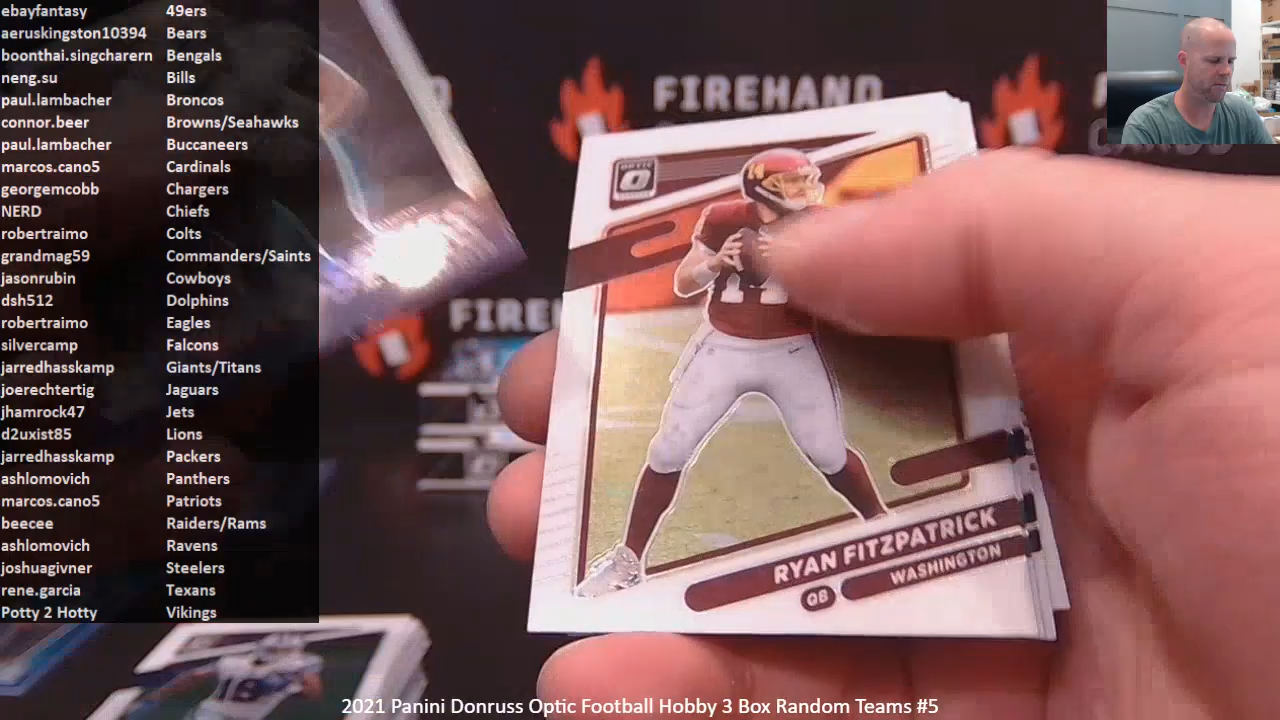 ebayfantasy 49ers
aeruskingston10394 Bears
boonthai.singcharern Bengals
neng.su Bills
paul.lambacher Broncos
connor.beer Browns/Seahawks
paul.lambacher Buccaneers
marcos.cano5 Cardinals
georgemcobb Chargers
NERD Chiefs
robertraimo Colts
grandmag59 Commanders/Saints
jasonrubin Cowboys
dsh512 Dolphins
robertraimo Eagles
silvercamp Falcons
jarredhasskamp Giants/Titans
joerechtertig Jaguars
jhamrock47 Jets
d2uxist85 Lions
jarredhasskamp Packers
ashlomovich Panthers
marcos.cano5 Patriots
beecee Raiders/Rams
ashlomovich Ravens
joshuagivner Steelers
rene.garcia Texans
Potty 2 Hotty Vikings
FIREHAND
OPTIC
RYAN FITZPATRICK
QB WASHINGTON
2021 Panini Donruss Optic Football Hobby 3 Box Random Teams #5